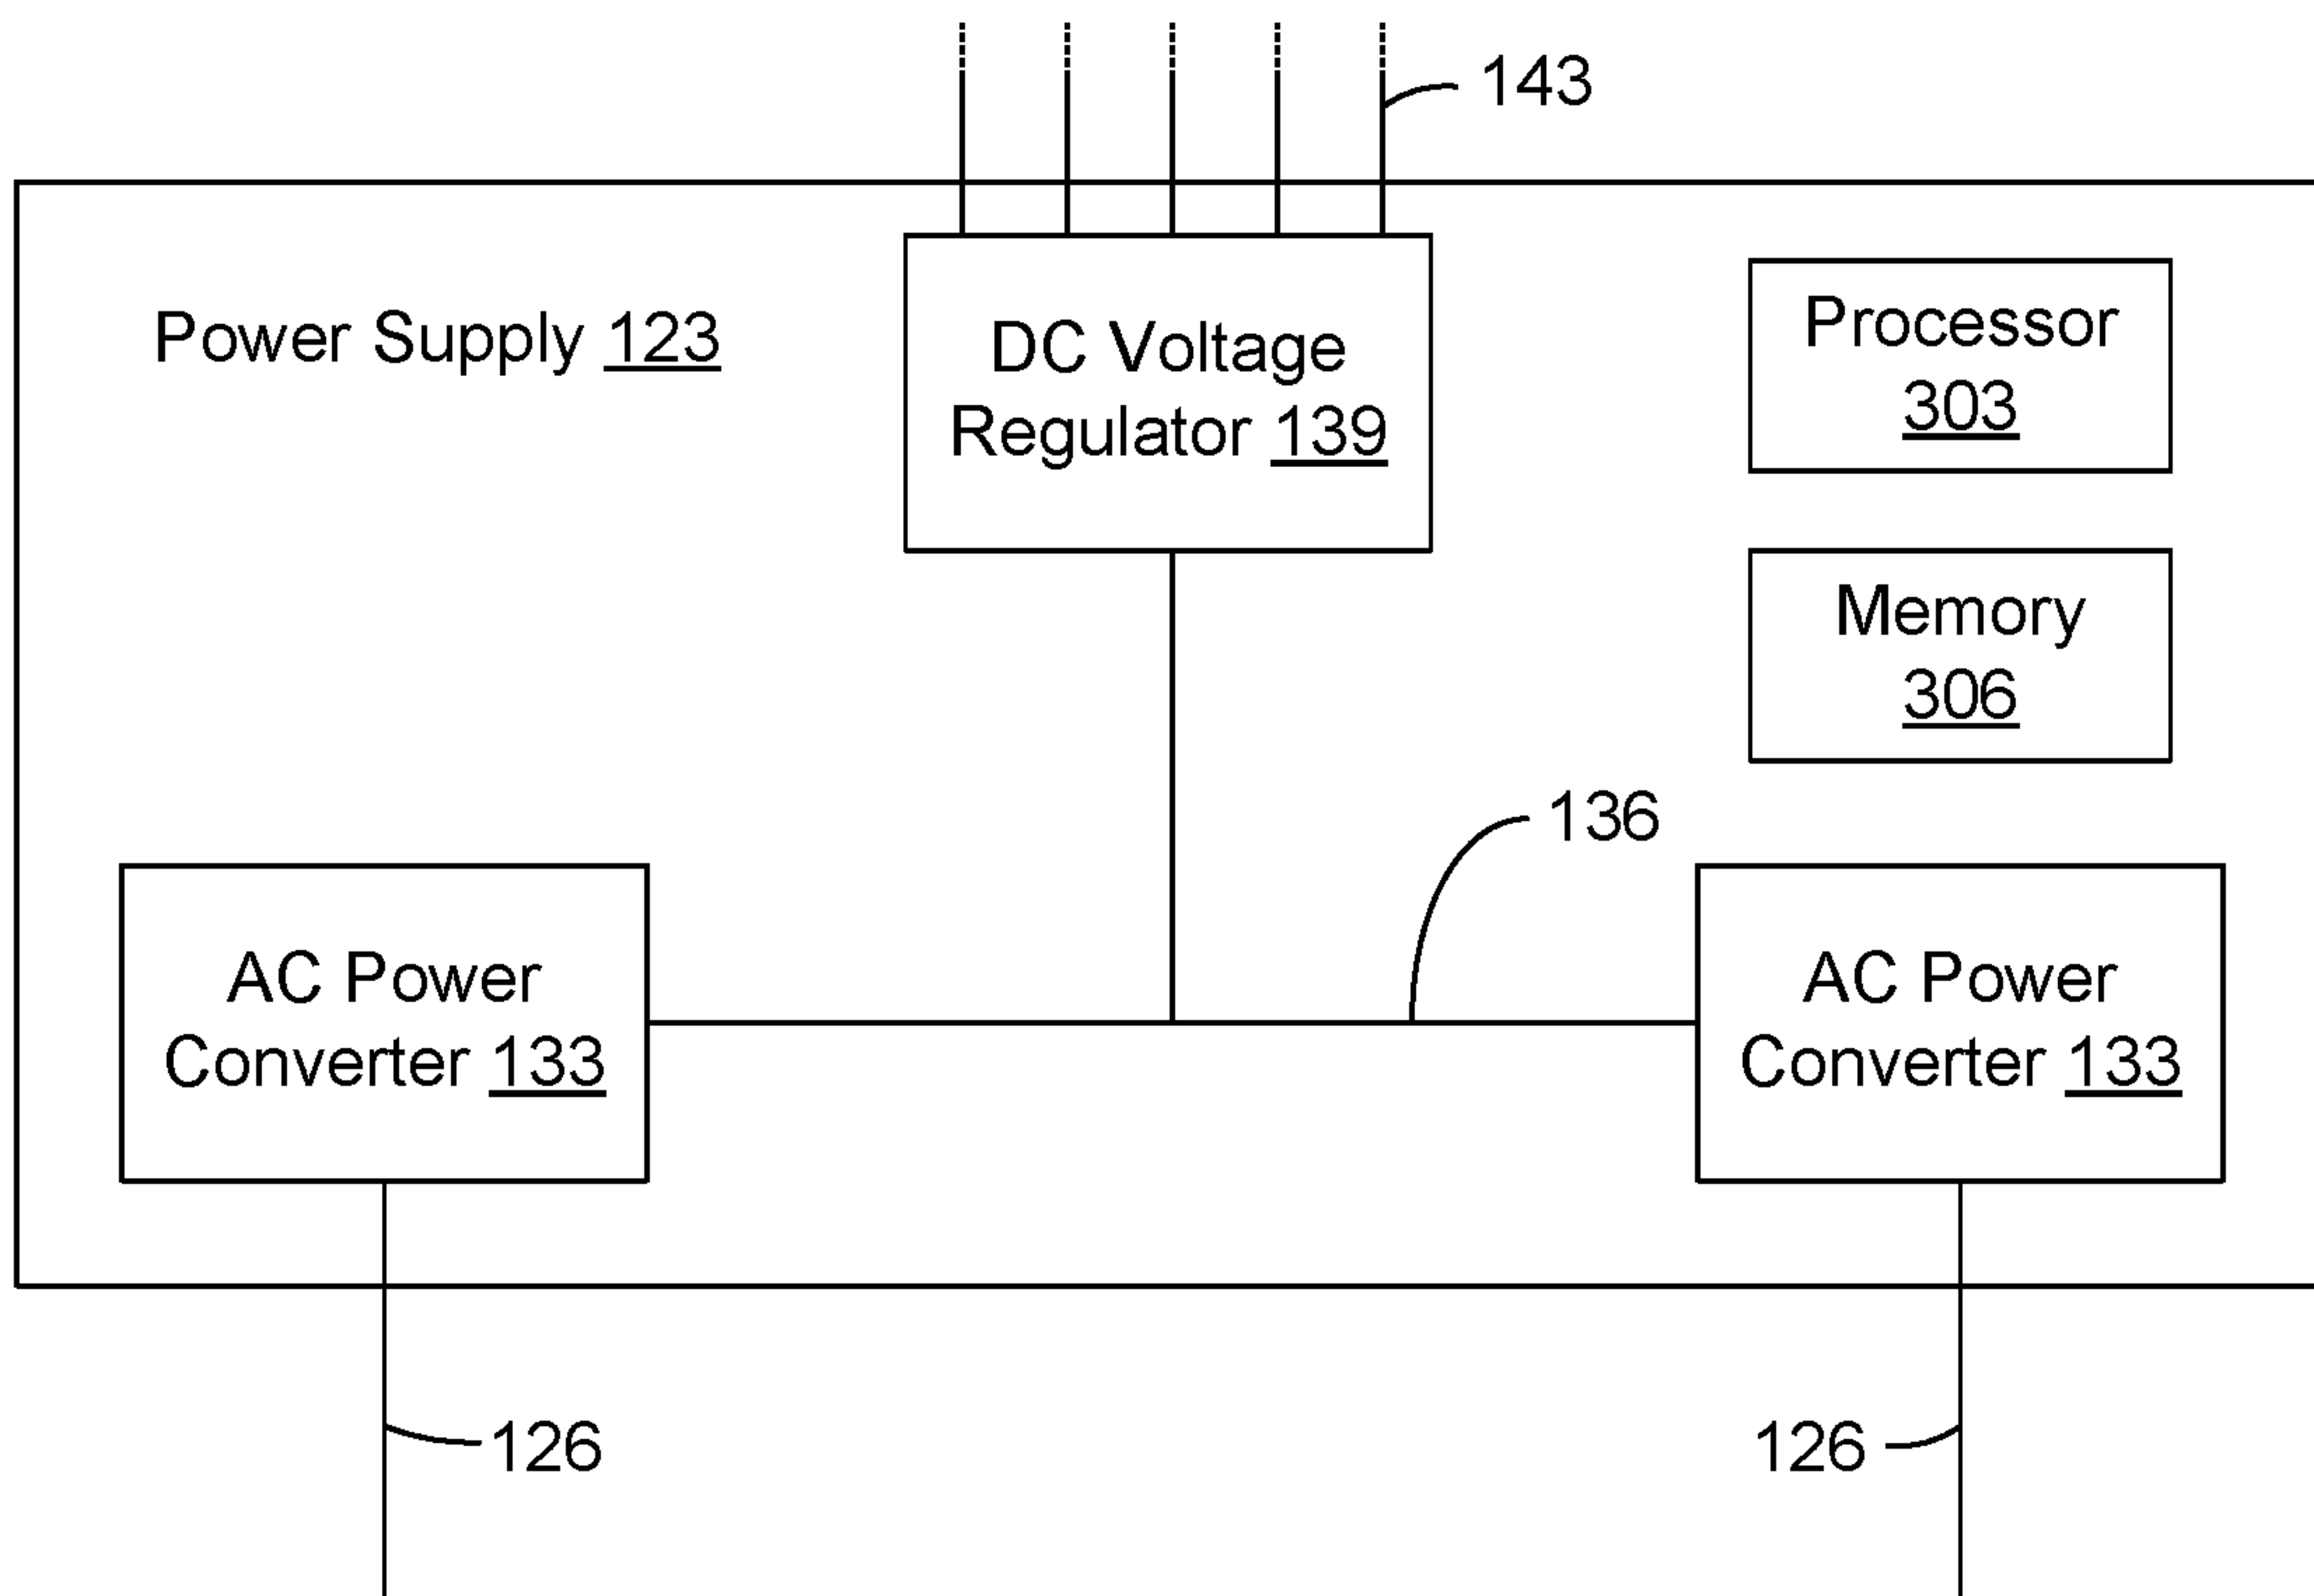 143
Power Supply 123
DC Voltage
Regulator 139
Processor
303
Memory
306
136
AC Power
Converter 133
AC Power
Converter 133
126
126